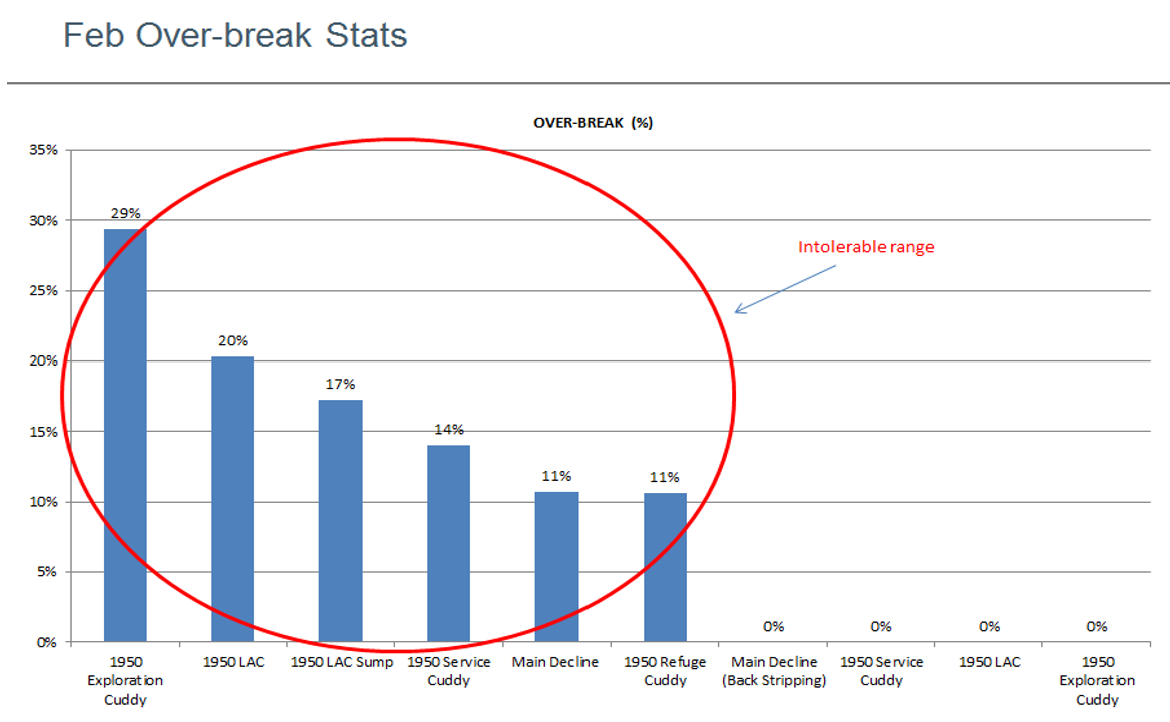 Feb Over-break Stats
OVER-BREAK (%)
35%
30%
25%
20%
15%
10%
5%
0%
29%
20%
17%
14%
11%
11%
0%
0%
0%
0%
Intolerable range
1950
Exploration
Cuddy
1950 LAC
1950 LAC Sump
1950 Service
Cuddy
Main Decline
1950 Refuge
Cuddy
Main Decline
(Back Stripping)
1950 Service
Cuddy
1950 LAC
1950
Exploration
Cuddy